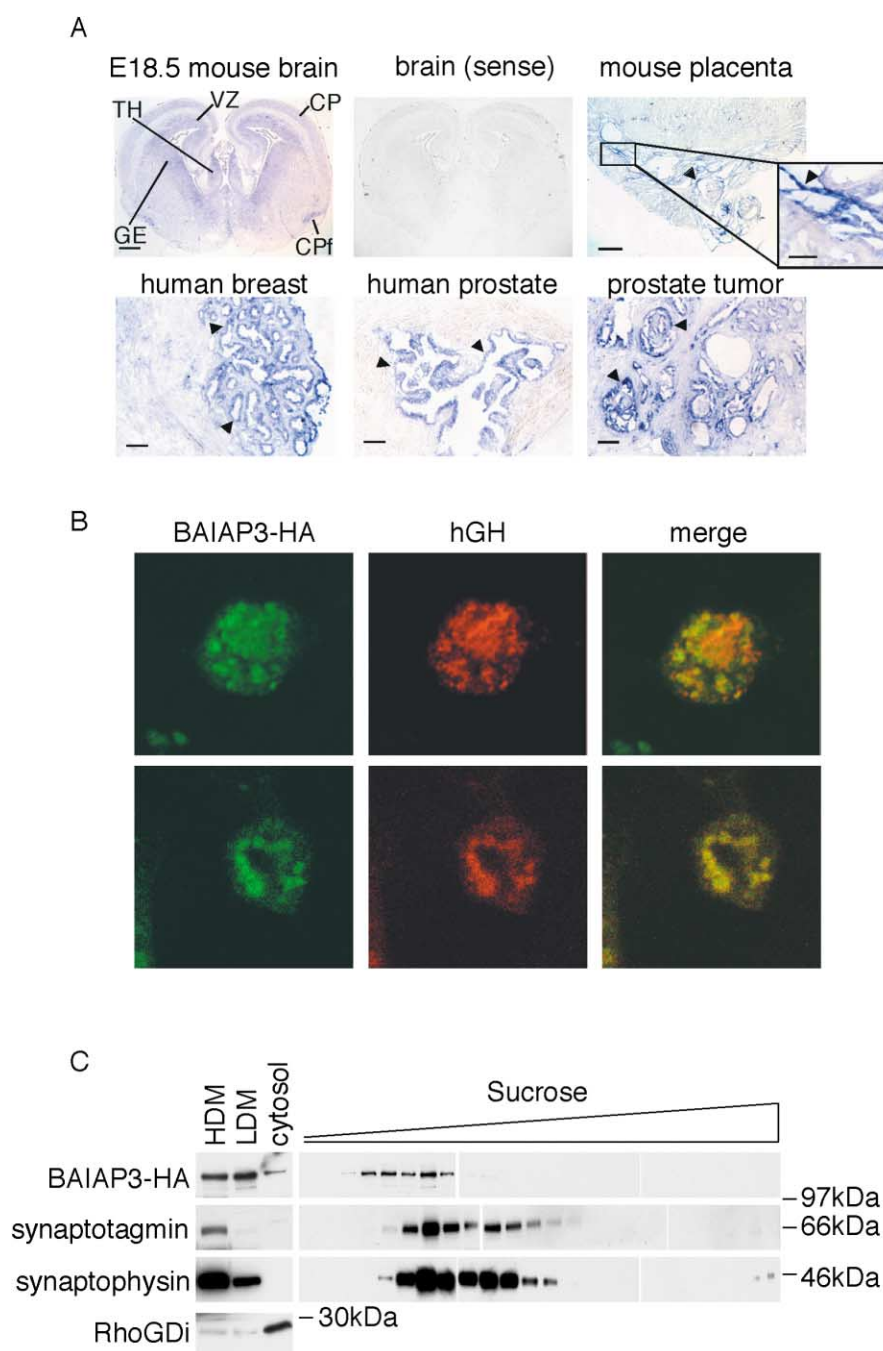 A
E18.5 mouse brain
brain (sense)
mouse placenta
TH
VZ
CP
GE
CPf
human breast
human prostate
prostate tumor
B
BAIAP3-HA
hGH
merge
C
HDM
LDM
cytosol
Sucrose
BAIAP3-HA
97kDa
synaptotagmin
66kDa
synaptophysin
46kDa
30kDa
RhoGDi